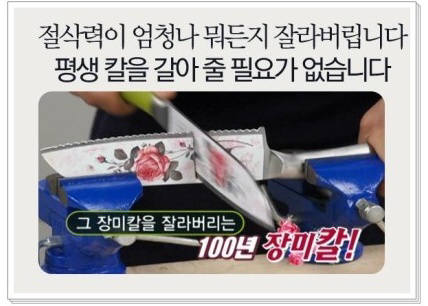 절삭력이 엄청나 뭐든지 잘라버립니다
평생 칼을 갈아 줄 필요가 없습니다
그 장미칼을 잘라버리는
100년 장미칼!